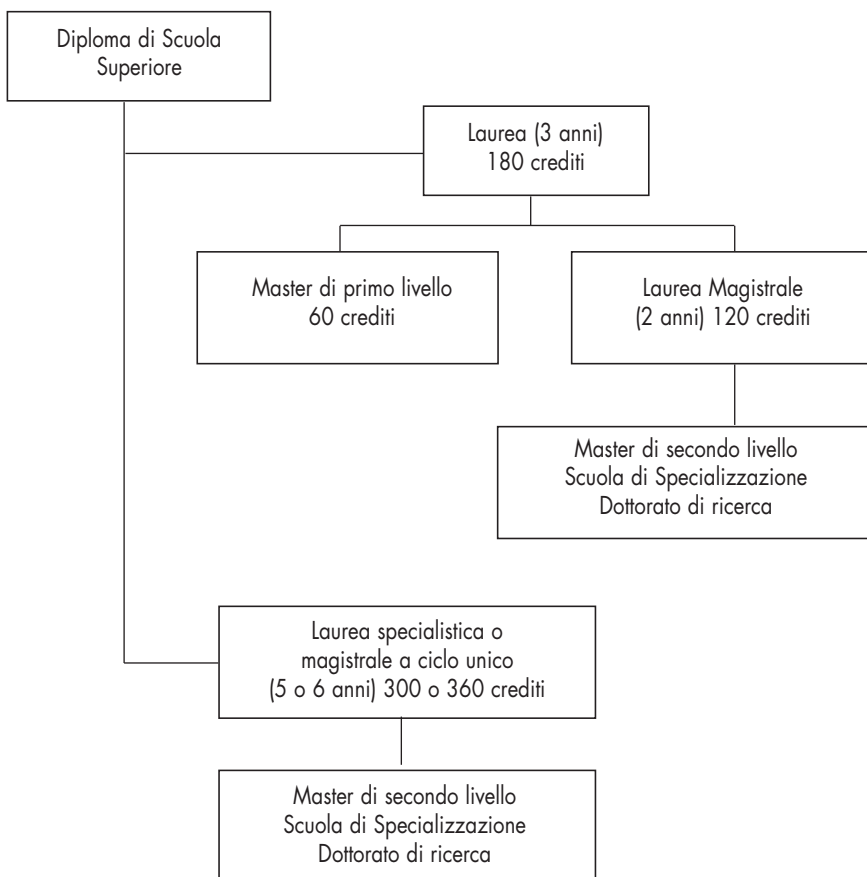 Diploma di Scuola
Superiore
Laurea (3 anni)
180 crediti
Master di primo livello
60 crediti
Laurea Magistrale
(2 anni) 120 crediti
Master di secondo livello
Scuola di Specializzazione
Dottorato di ricerca
Laurea specialistica o
magistrale a ciclo unico
(5 o 6 anni) 300 o 360 crediti
Master di secondo livello
Scuola di Specializzazione
Dottorato di ricerca